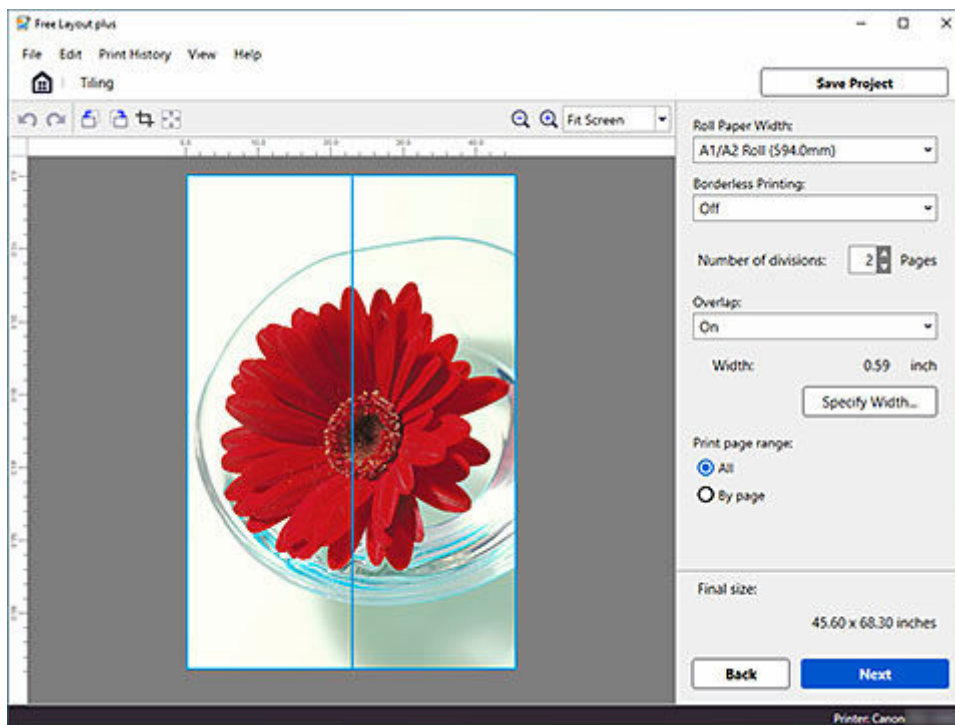 Free Layout plus
File Edit Print History View Help
Tiling
Save Project
Fit Screen
Roll Paper Width:
A1/A2 Roll (594.0mm)
Borderless Printing:
Off
Number of divisions: 2 Pages
Overlap:
On
Width: 0.59 inch
Specify Width...
Print page range:
All
By page
Final size:
45.60 x 68.30 inches
Back Next
Printer: Canon